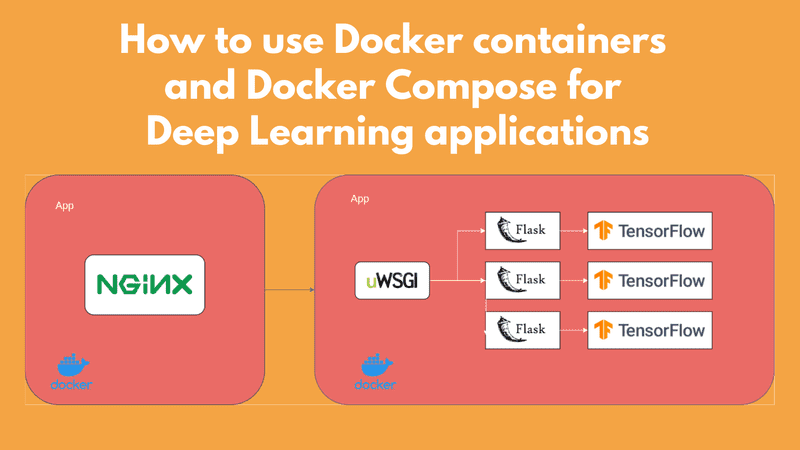 How to use Docker containers
and Docker Compose for
Deep Learning applications
App
NGiNX
docker
App
uWSGI
Flask
TensorFlow
Flask
TensorFlow
Flask
TensorFlow
docker